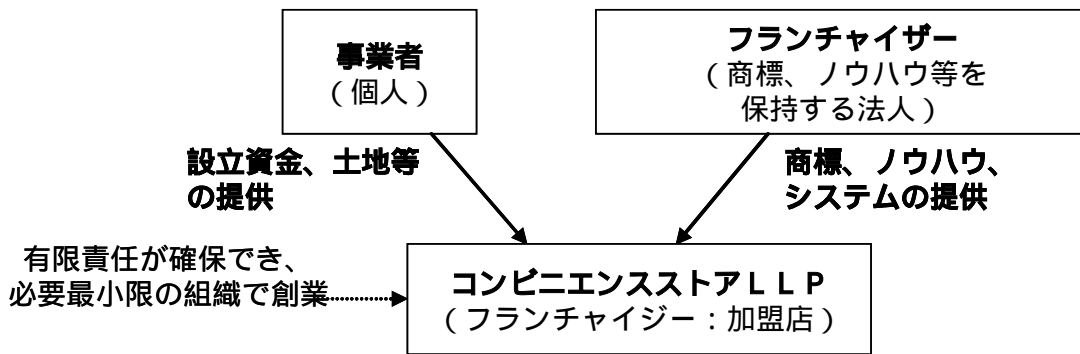 事業者
（個人）
フランチャイザー
（商標、ノウハウ等を
保持する法人）
設立資金、土地等
の提供
商標、ノウハウ、
システムの提供
有限責任が確保でき、
必要最小限の組織で創業
コンビニエンスストアＬＬＰ
（フランチャイジー：加盟店）